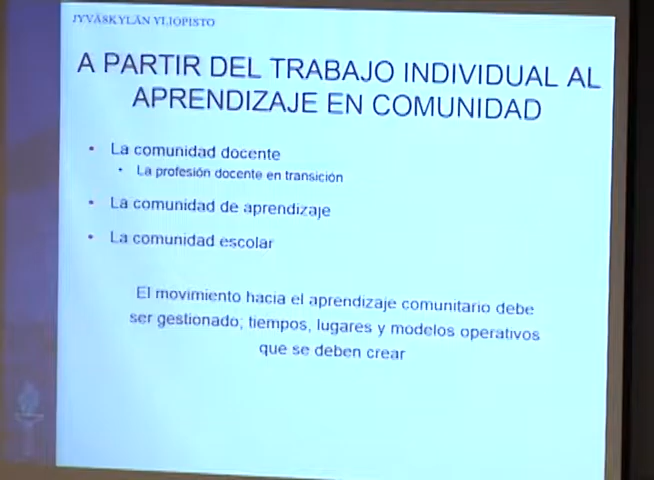 JYVÄSKYLÄN YLIOPISTO
A PARTIR DEL TRABAJO INDIVIDUAL AL
APRENDIZAJE EN COMUNIDAD
• La comunidad docente
• La profesión docente en transición
• La comunidad de aprendizaje
• La comunidad escolar
El movimiento hacia el aprendizaje comunitario debe
ser gestionado; tiempos, lugares y modelos operativos
que se deben crear